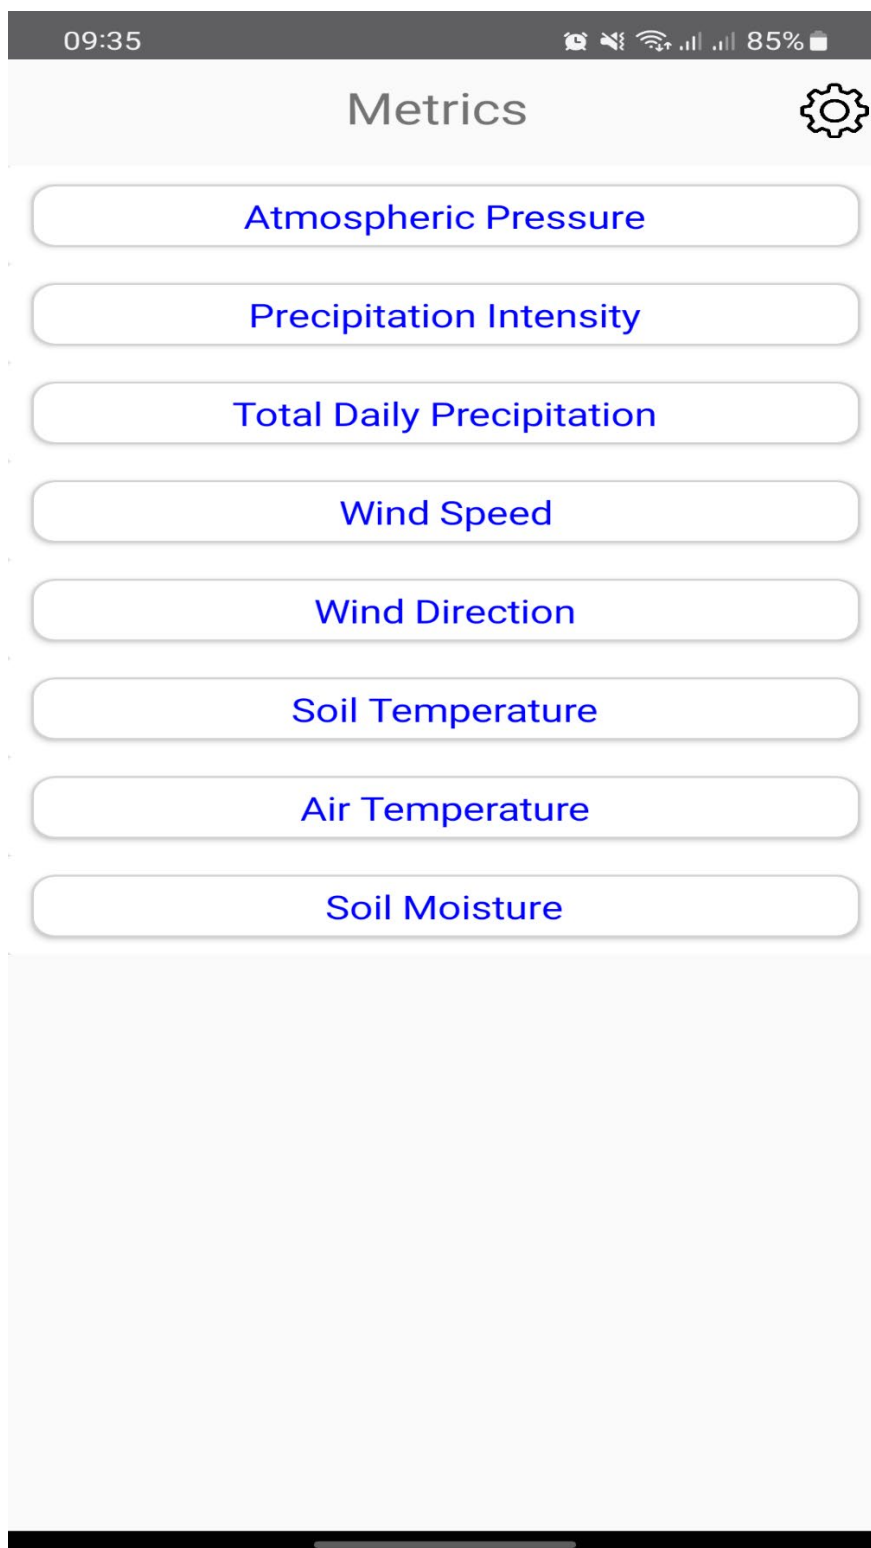 09:35 85%
Metrics
Atmospheric Pressure
Precipitation Intensity
Total Daily Precipitation
Wind Speed
Wind Direction
Soil Temperature
Air Temperature
Soil Moisture